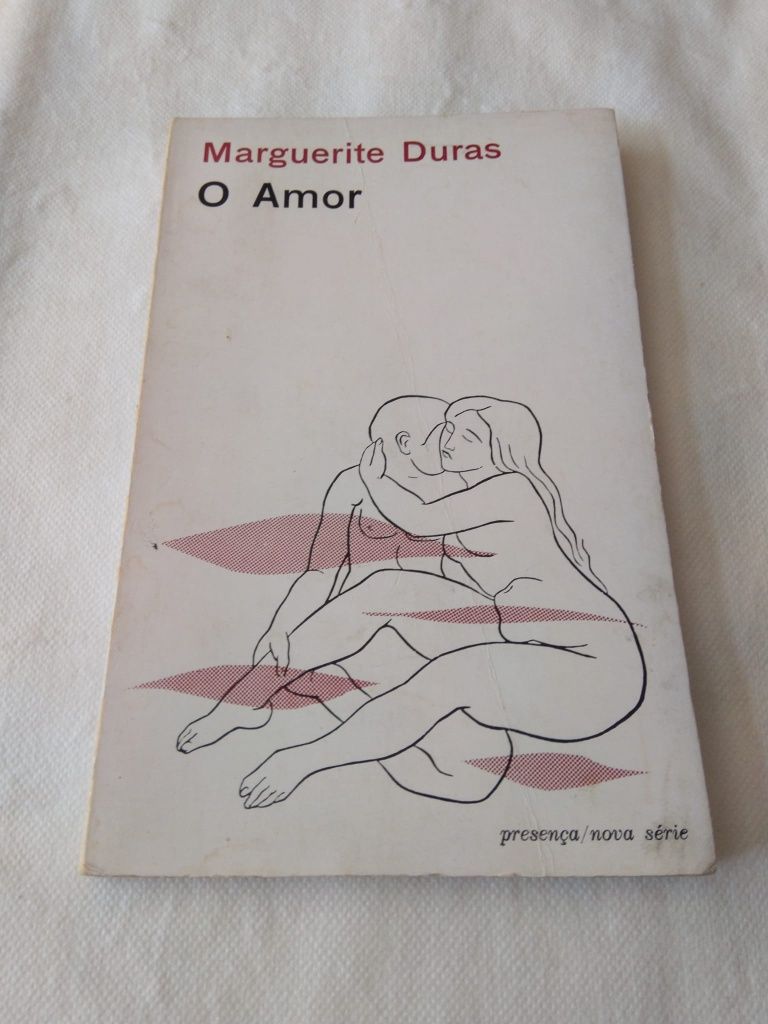 Marguerite Duras
O Amor
presença/nova série